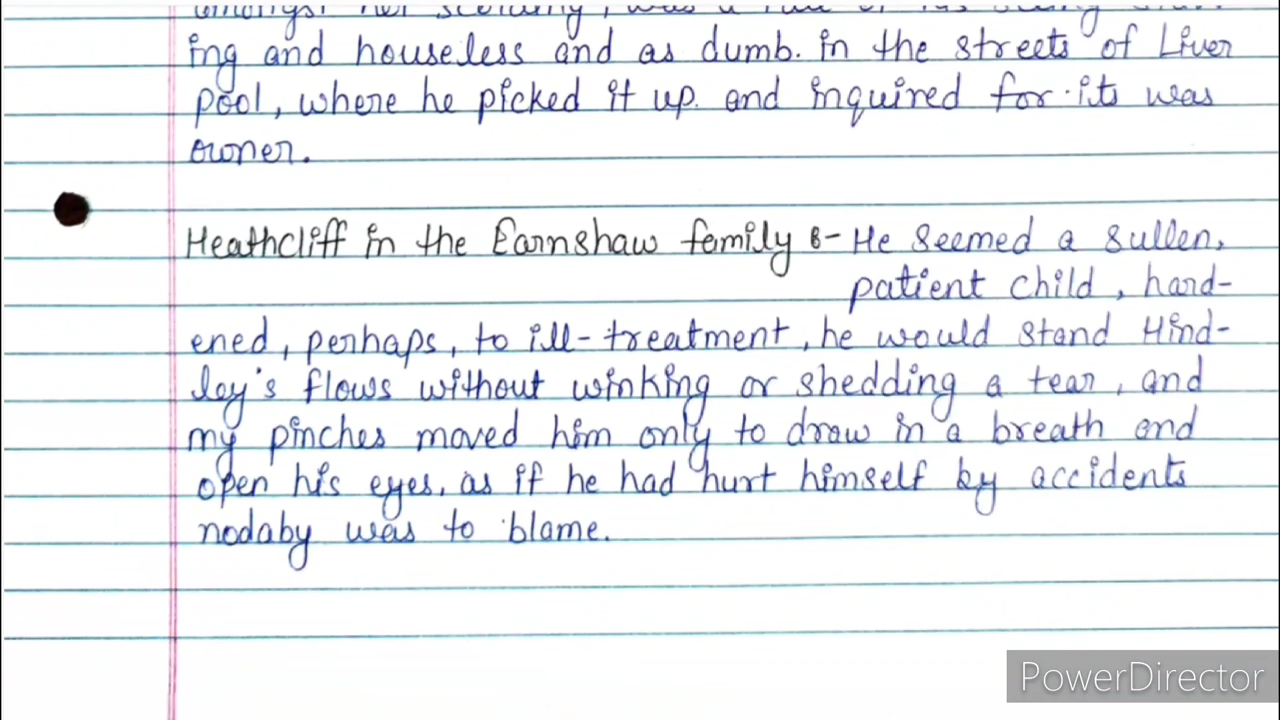 ing and houseless and as dumb. in the streets of Liver
pool, where he picked it up. and inquired for its was
owner.
Heathcliff in the Earnshaw family :- He seemed a sullen,
patient child, hard-
ened, perhaps, to ill-treatment, he would stand Hind-
ley's flows without winking or shedding a tear, and
my pinches moved him only to draw in a breath and
open his eyes, as if he had hurt himself by accidents
nodaby was to blame.
PowerDirector